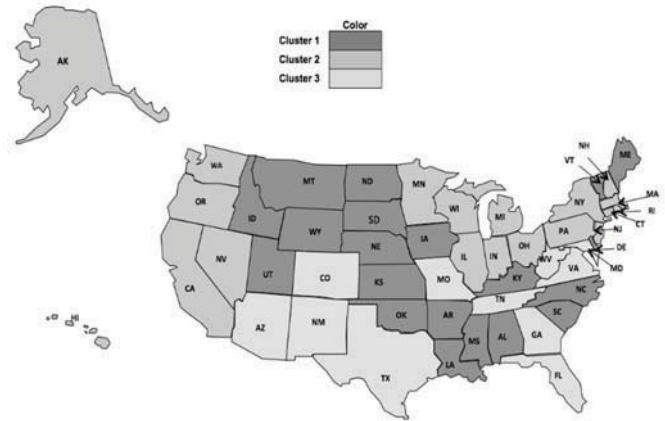 Color
Cluster 1
Cluster 2
Cluster 3
AK
NH
VT
ME
WA
MT
ND
MN
MA
OR
ID
SD
WI
MI
NY
RI
CT
WY
PA
NJ
IA
NE
OH
DE
NV
IL
IN
WV
MD
UT
CO
KS
MO
KY
VA
CA
NC
TN
OK
AR
SC
AZ
NM
MS
AL
GA
HI
LA
TX
FL